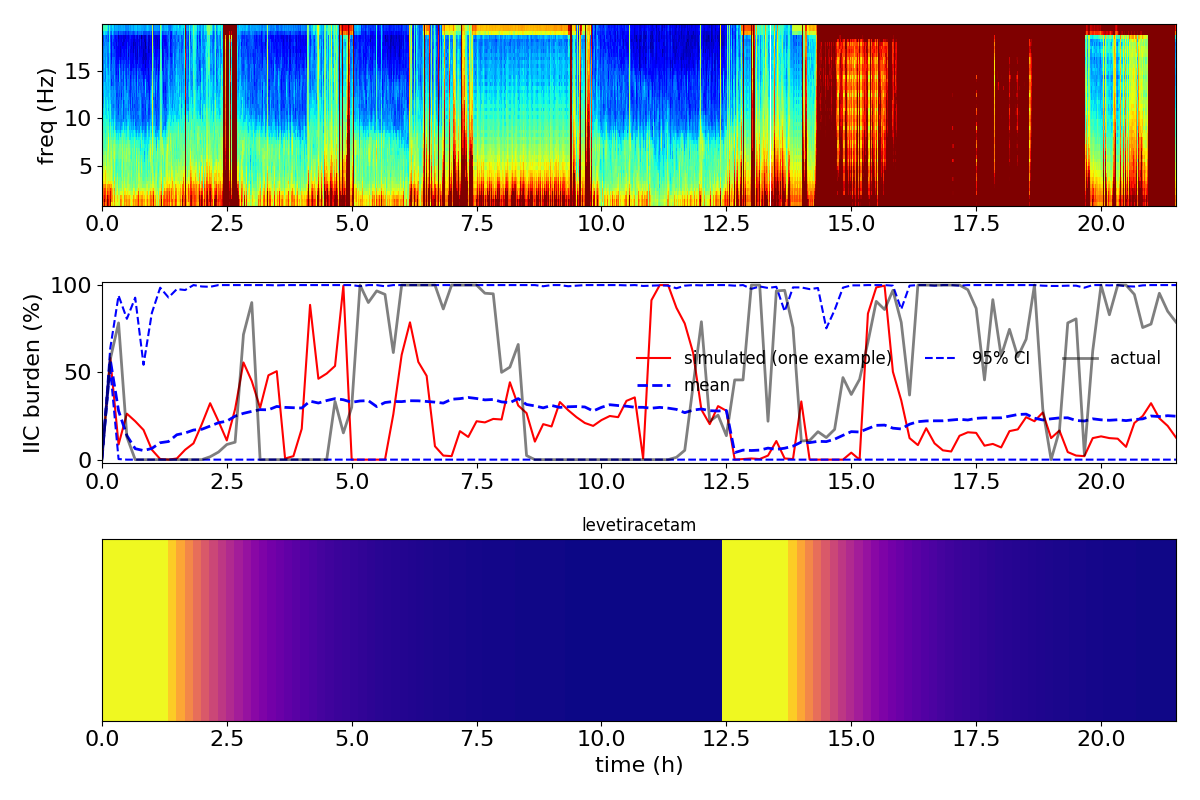 freq (Hz)
15
10
5
0.0 2.5 5.0 7.5 10.0 12.5 15.0 17.5 20.0
IIC burden (%)
100
50
0
simulated (one example) 95% CI actual
mean
0.0 2.5 5.0 7.5 10.0 12.5 15.0 17.5 20.0
levetiracetam
0.0 2.5 5.0 7.5 10.0 12.5 15.0 17.5 20.0
time (h)